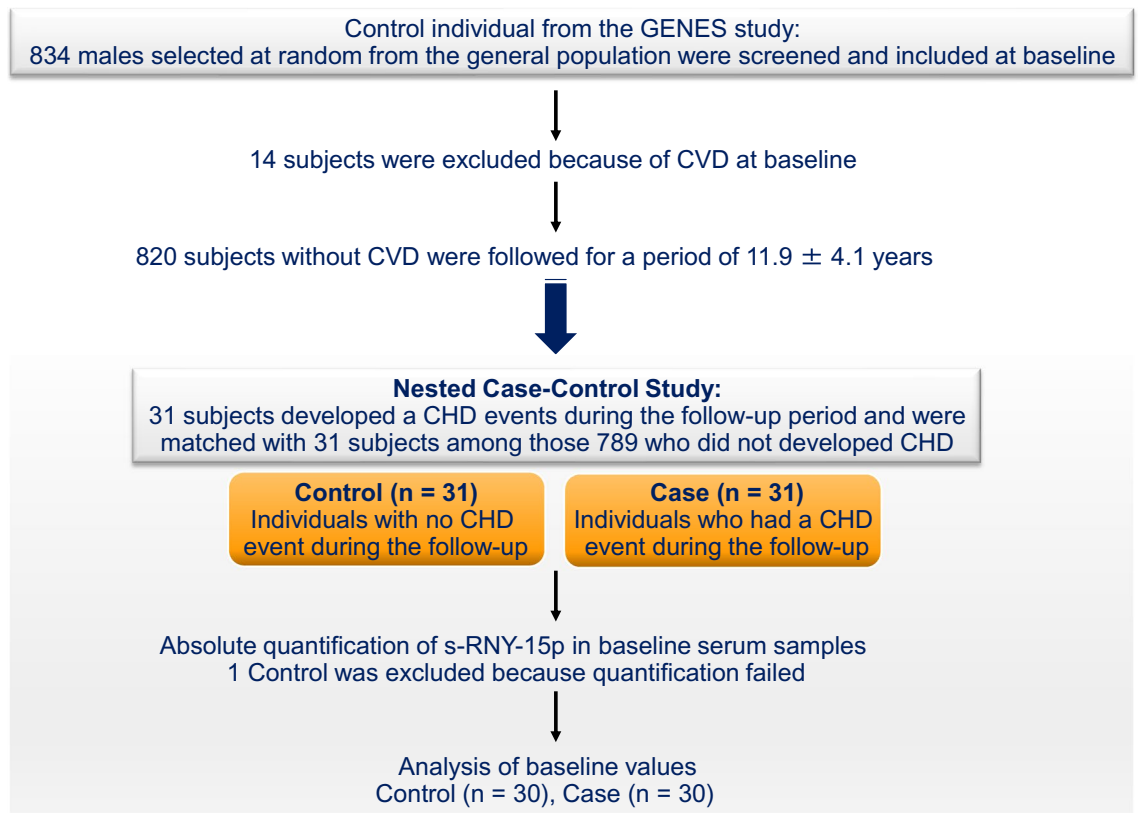 Control individual from the GENES study:
834 males selected at random from the general population were screened and included at baseline
14 subjects were excluded because of CVD at baseline
820 subjects without CVD were followed for a period of 11.9 ± 4.1 years
Nested Case-Control Study:
31 subjects developed a CHD events during the follow-up period and were
matched with 31 subjects among those 789 who did not developed CHD
Control (n = 31)
Individuals with no CHD
event during the follow-up
Case (n = 31)
Individuals who had a CHD
event during the follow-up
Absolute quantification of s-RNY-15p in baseline serum samples
1 Control was excluded because quantification failed
Analysis of baseline values
Control (n = 30), Case (n = 30)